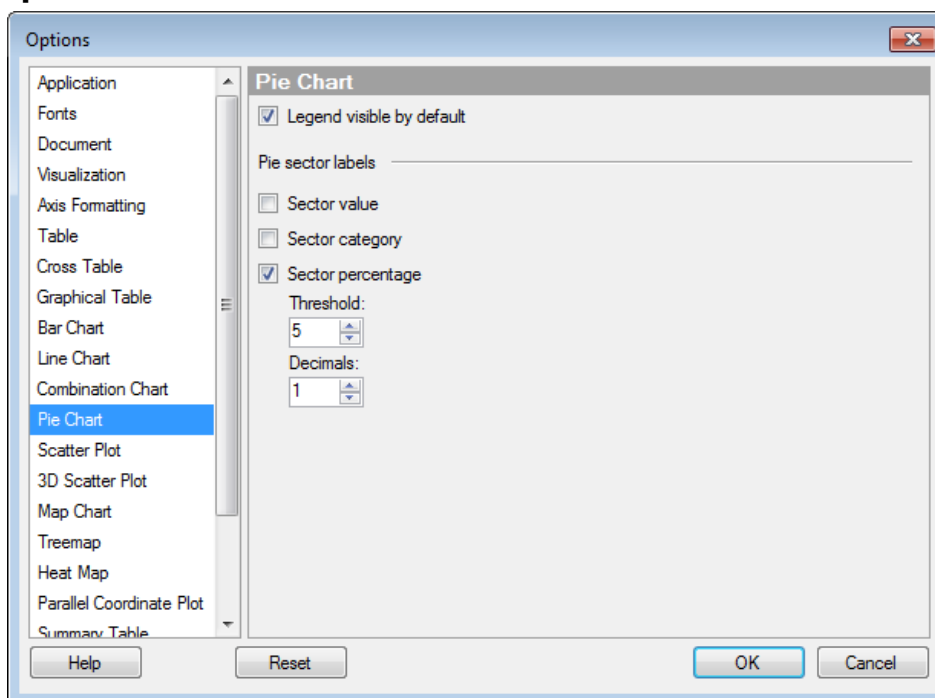 Options
Application
Fonts
Document
Visualization
Axis Formatting
Table
Cross Table
Graphical Table
Bar Chart
Line Chart
Combination Chart
Pie Chart
Scatter Plot
3D Scatter Plot
Map Chart
Treemap
Heat Map
Parallel Coordinate Plot
Summary Table
Pie Chart
Legend visible by default
Pie sector labels
Sector value
Sector category
Sector percentage
Threshold:
5
Decimals:
1
Help
Reset
OK
Cancel